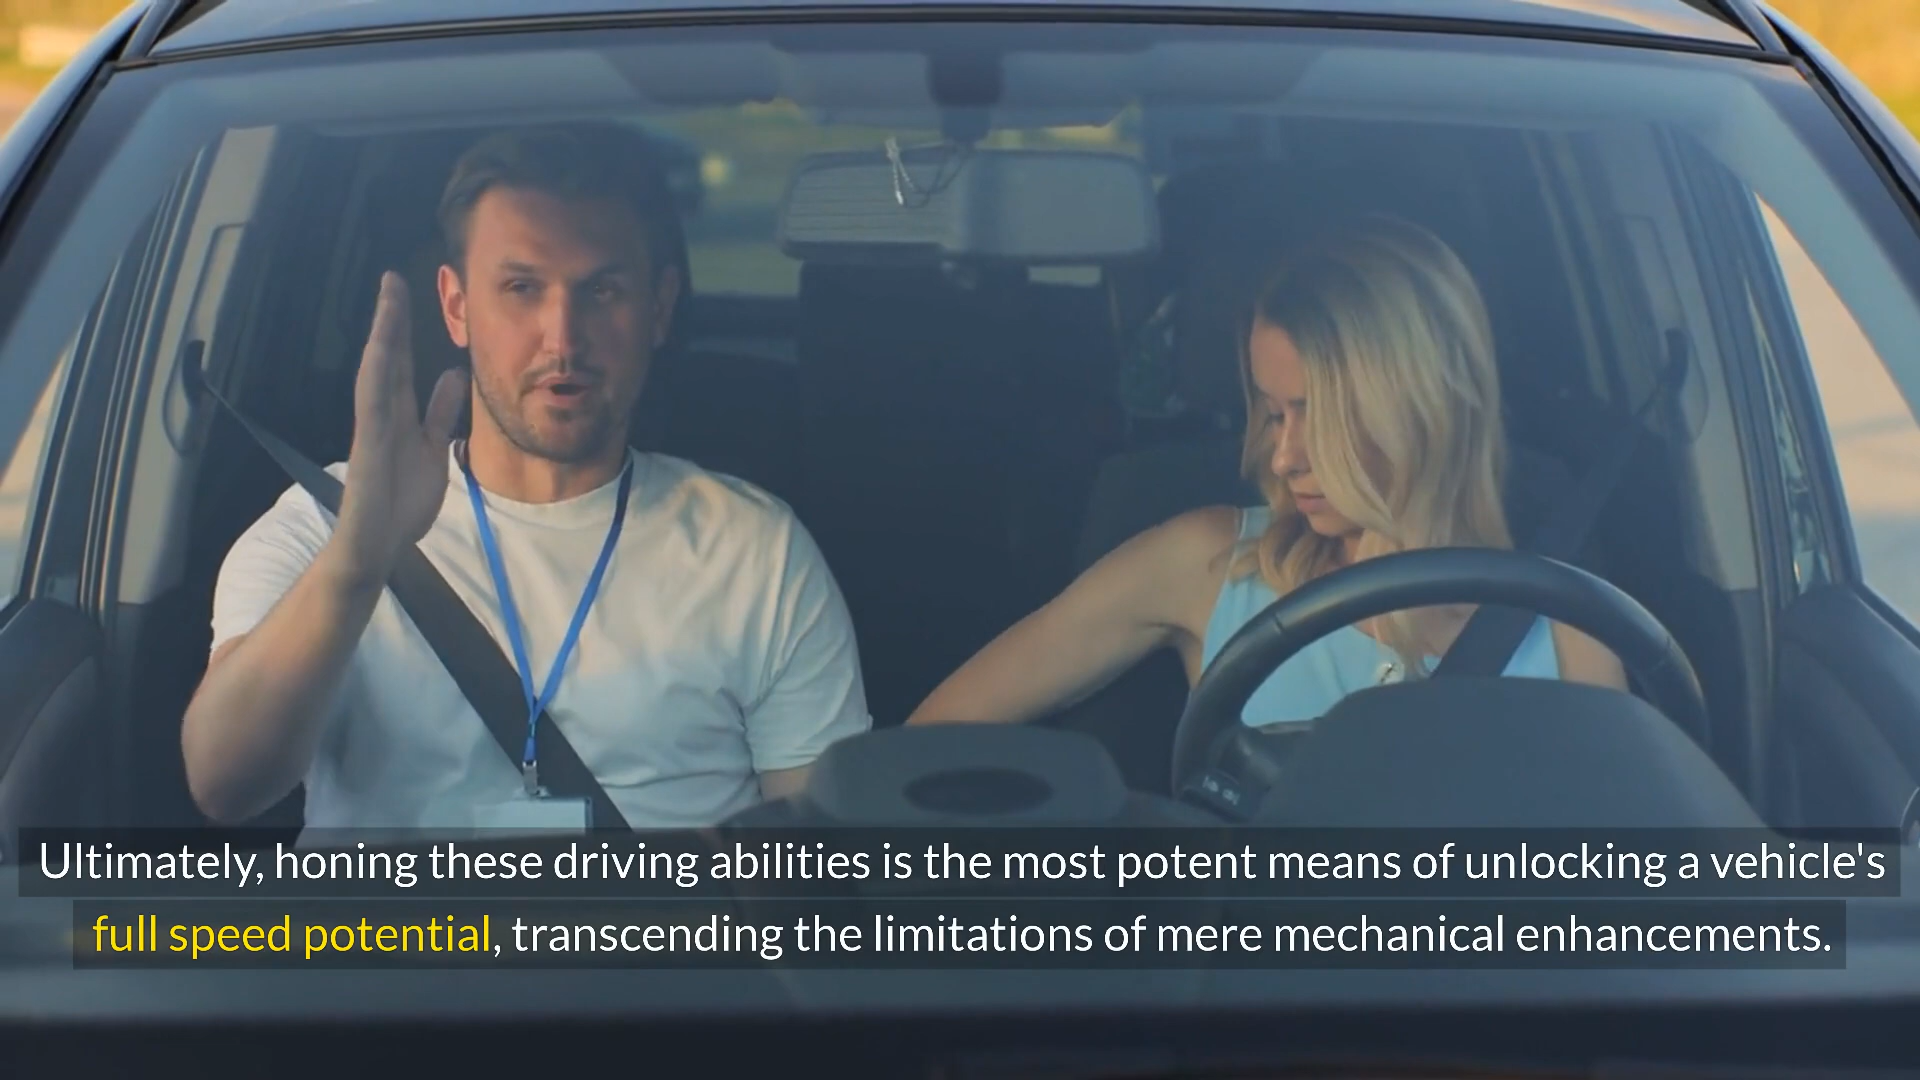 Ultimately, honing these driving abilities is the most potent means of unlocking a vehicle's
full speed potential, transcending the limitations of mere mechanical enhancements.